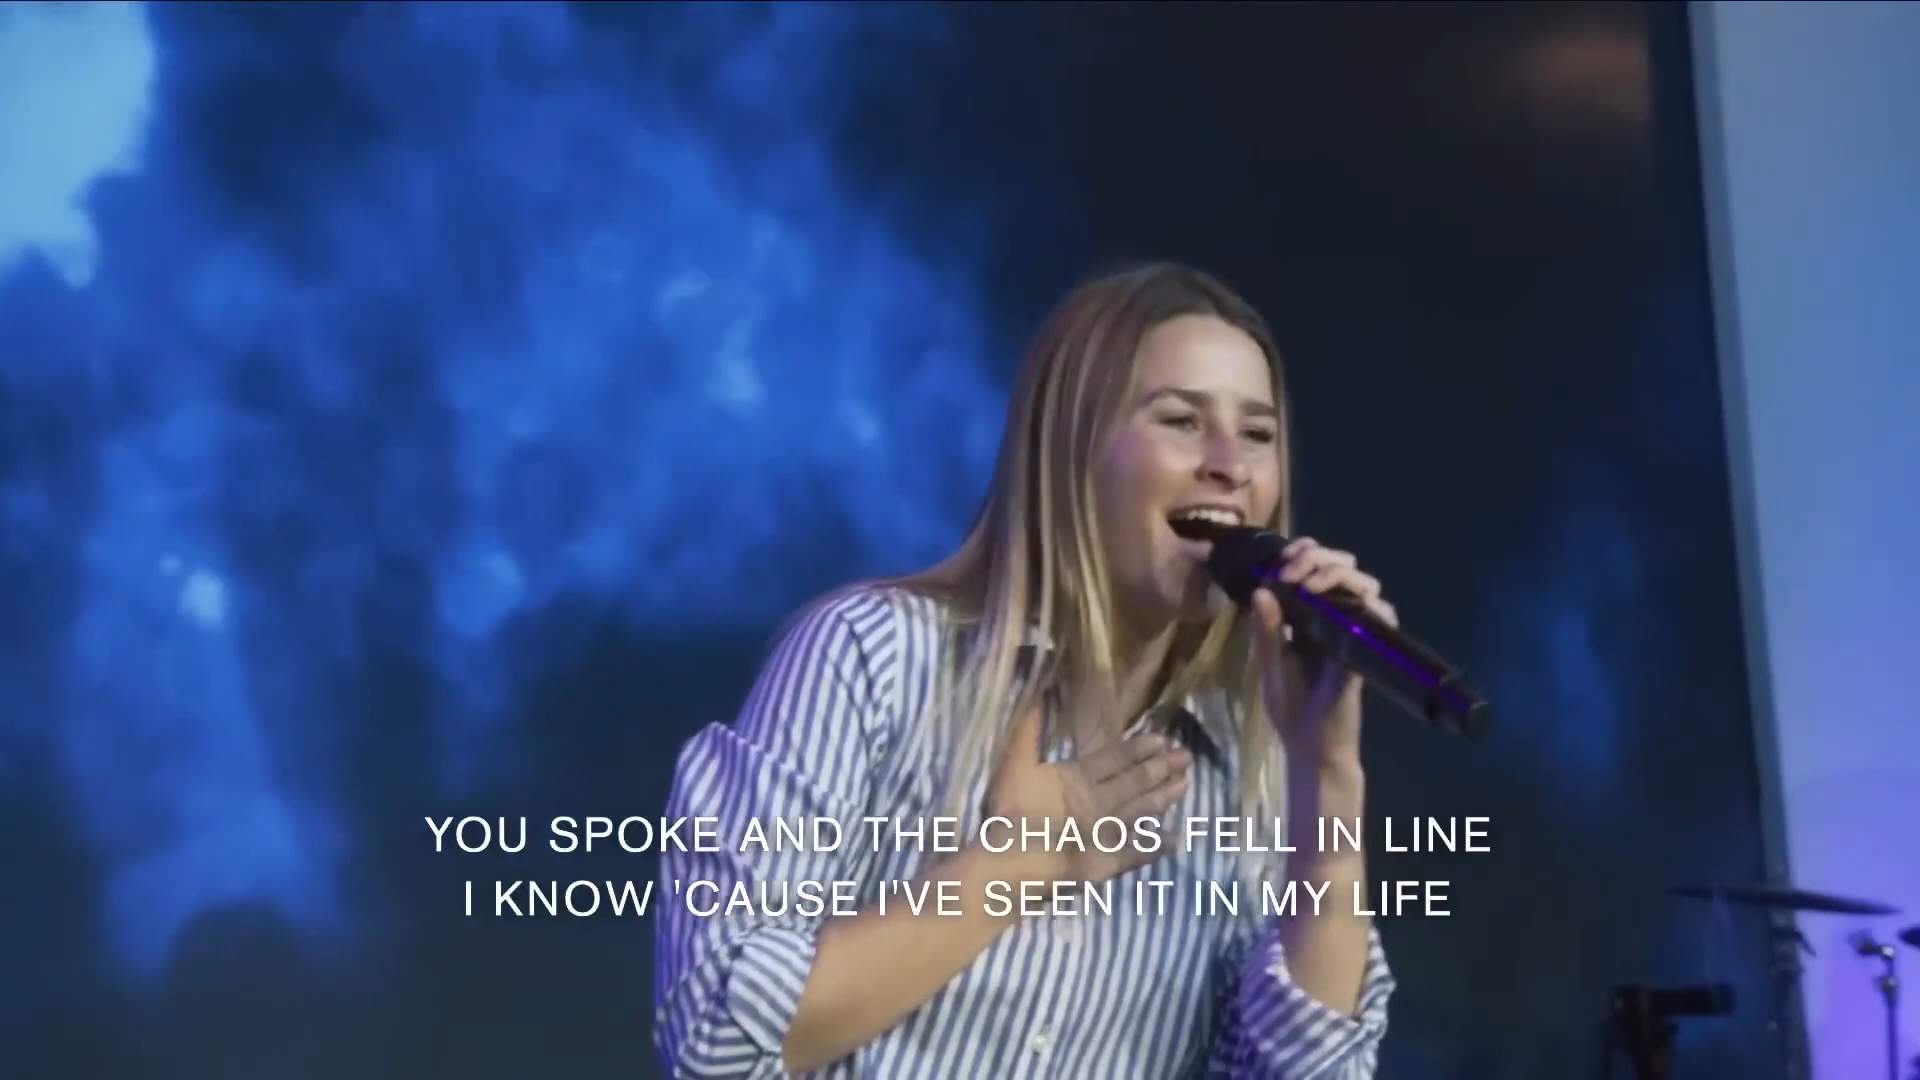 YOU SPOKE AND THE CHAOS FELL IN LINE
I KNOW 'CAUSE I'VE SEEN IT IN MY LIFE